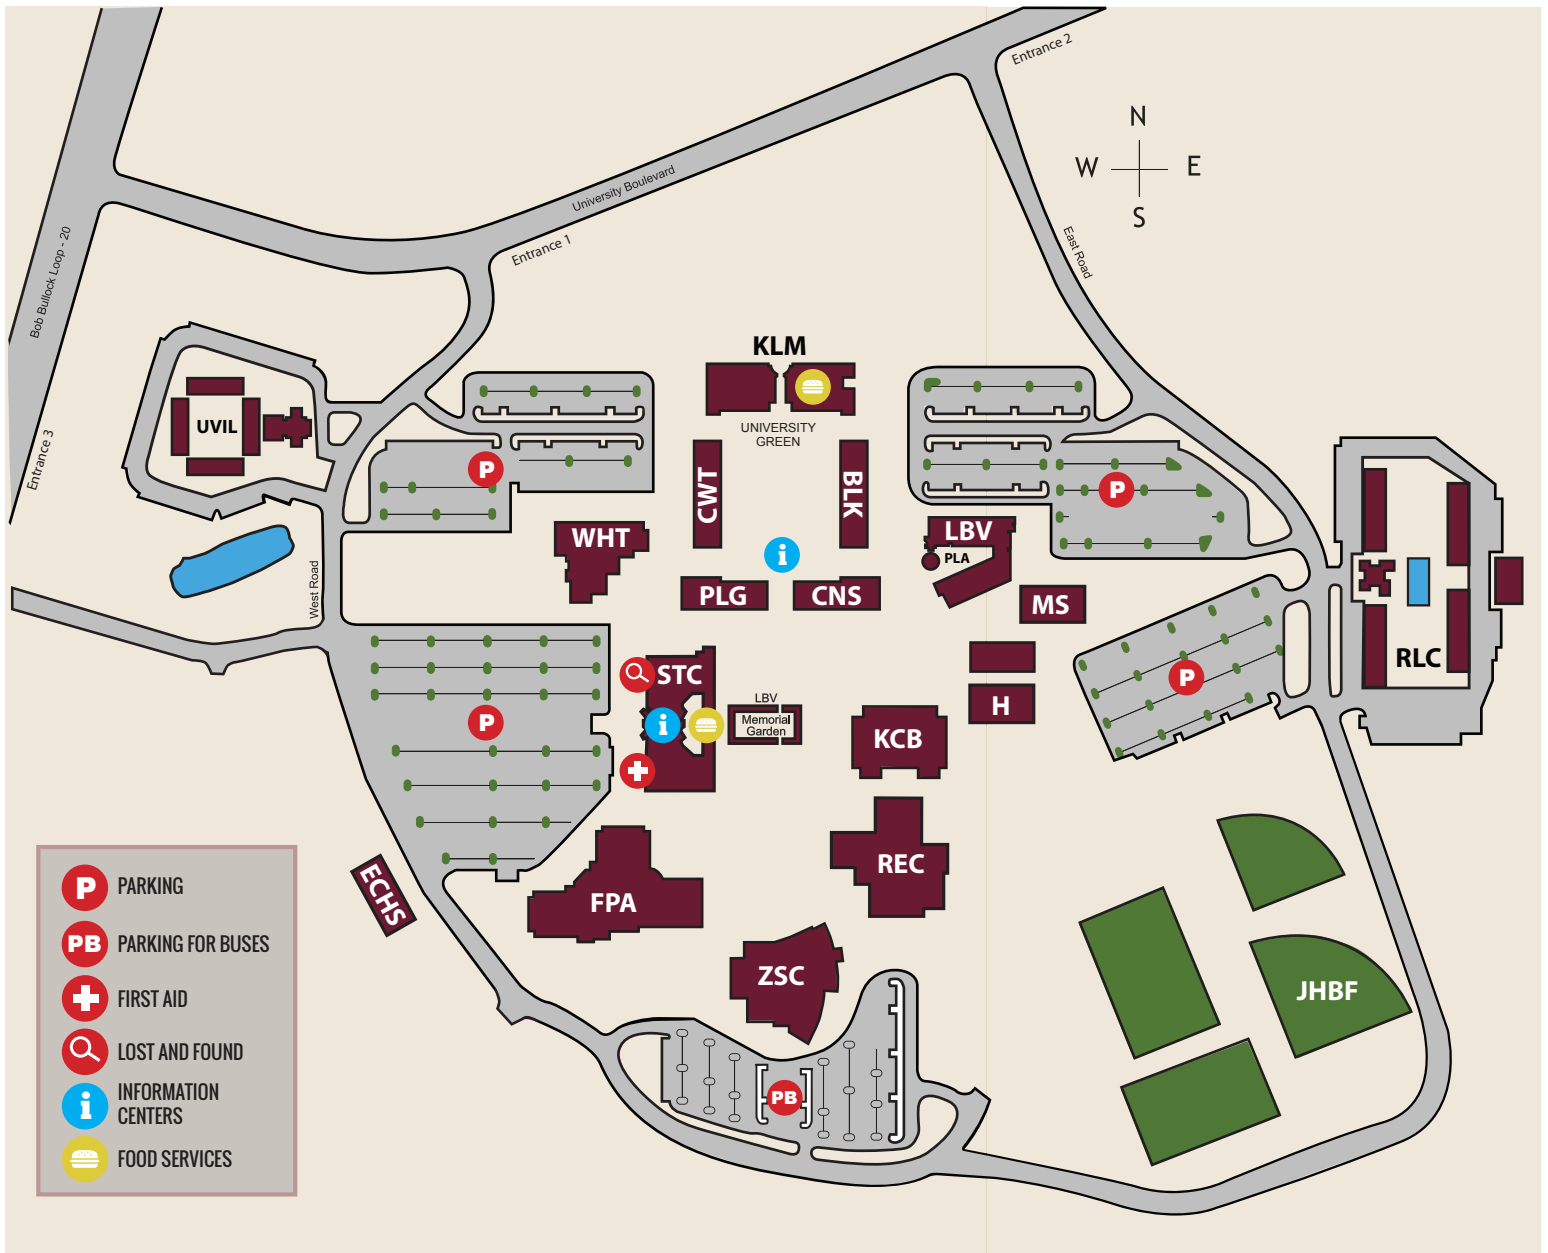 Entrance 2
N
W E
S
University Boulevard
Entrance 1
East Road
Bob Bullock Loop - 20
Entrance 3
KLM
UNIVERSITY
GREEN
UVIL
P
CWT
BLK
P
WHT
LBV
PLA
i
PLG
CNS
MS
West Road
STC
RLC
P
P
i
LBV
Memorial
Garden
H
KCB
REC
ECHS
FPA
ZSC
JHBF
PB
P PARKING
PB PARKING FOR BUSES
FIRST AID
LOST AND FOUND
i INFORMATION
CENTERS
FOOD SERVICES